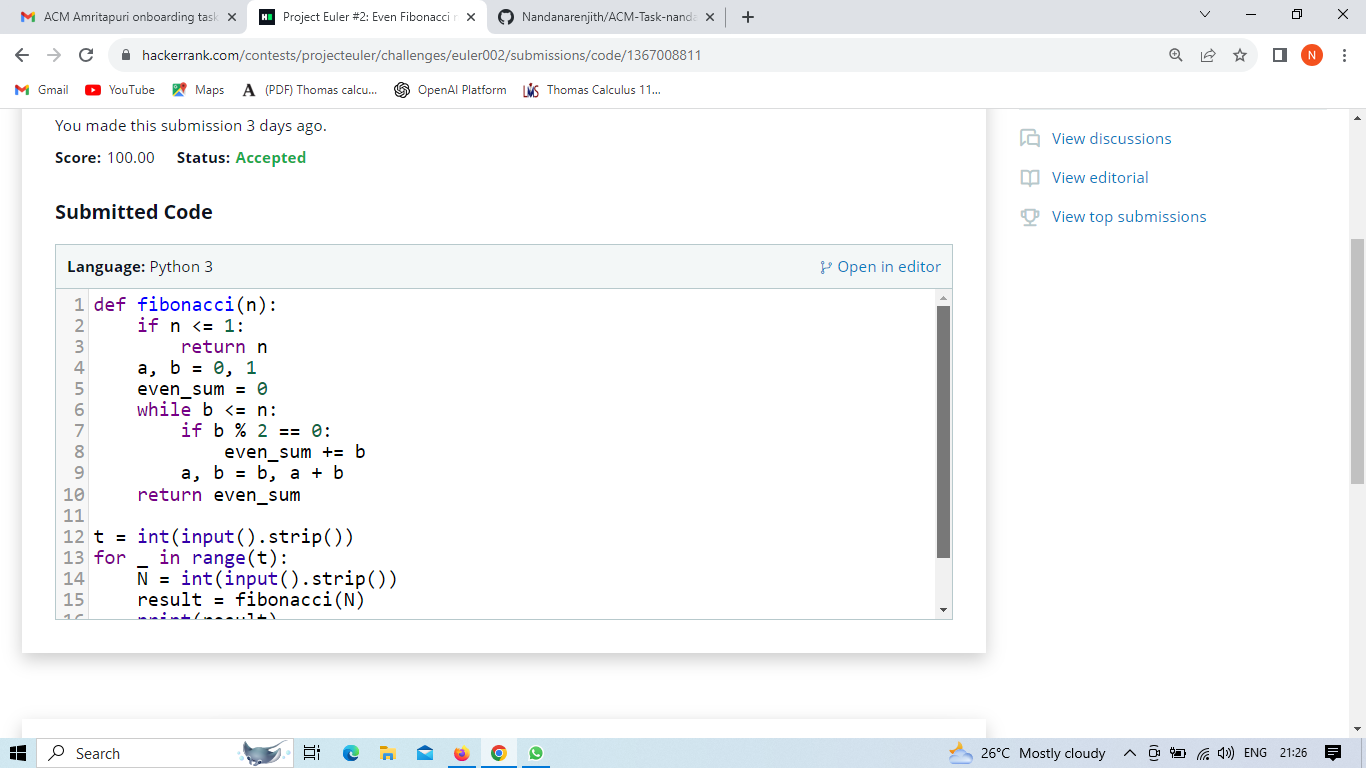 ACM Amritapuri onboarding task
Project Euler #2: Even Fibonacci n
Nandanarenjith/ACM-Task-nanda
hackerrank.com/contests/projecteuler/challenges/euler002/submissions/code/1367008811
N
Gmail
YouTube
Maps
(PDF) Thomas calcu...
OpenAI Platform
Thomas Calculus 11...
You made this submission 3 days ago.
Score: 100.00 Status: Accepted
View discussions
View editorial
View top submissions
Submitted Code
Language: Python 3
Open in editor
1 def fibonacci(n):
2     if n <= 1:
3         return n
4     a, b = 0, 1
5     even_sum = 0
6     while b <= n:
7         if b % 2 == 0:
8             even_sum += b
9         a, b = b, a + b
10     return even_sum
11
12 t = int(input().strip())
13 for _ in range(t):
14     N = int(input().strip())
15     result = fibonacci(N)
16     print(result)
Search
26°C Mostly cloudy
ENG
21:26